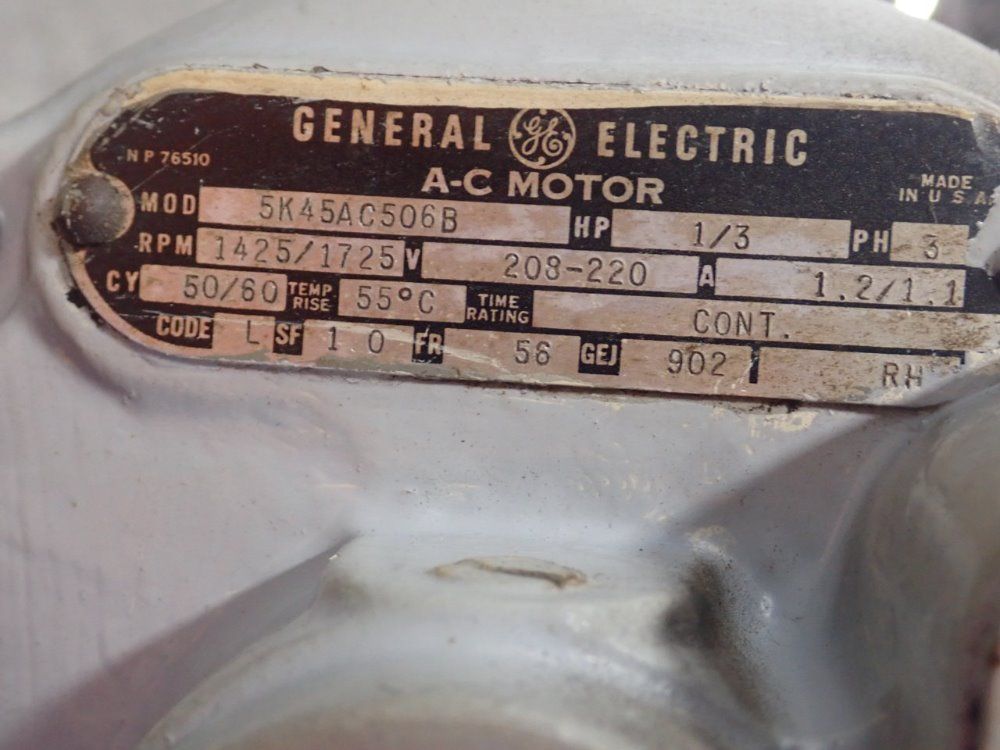 GENERAL GE ELECTRIC
NP 76510
A-C MOTOR
MADE
IN U S A
MOD 5K45AC506B HP 1/3 PH 3
RPM 1425/1725 V 208-220 A 1.2/1.1
CY 50/60 TEMP RISE 55°C TIME RATING CONT.
CODE L SF 1 0 FR 56 GEJ 902 RH